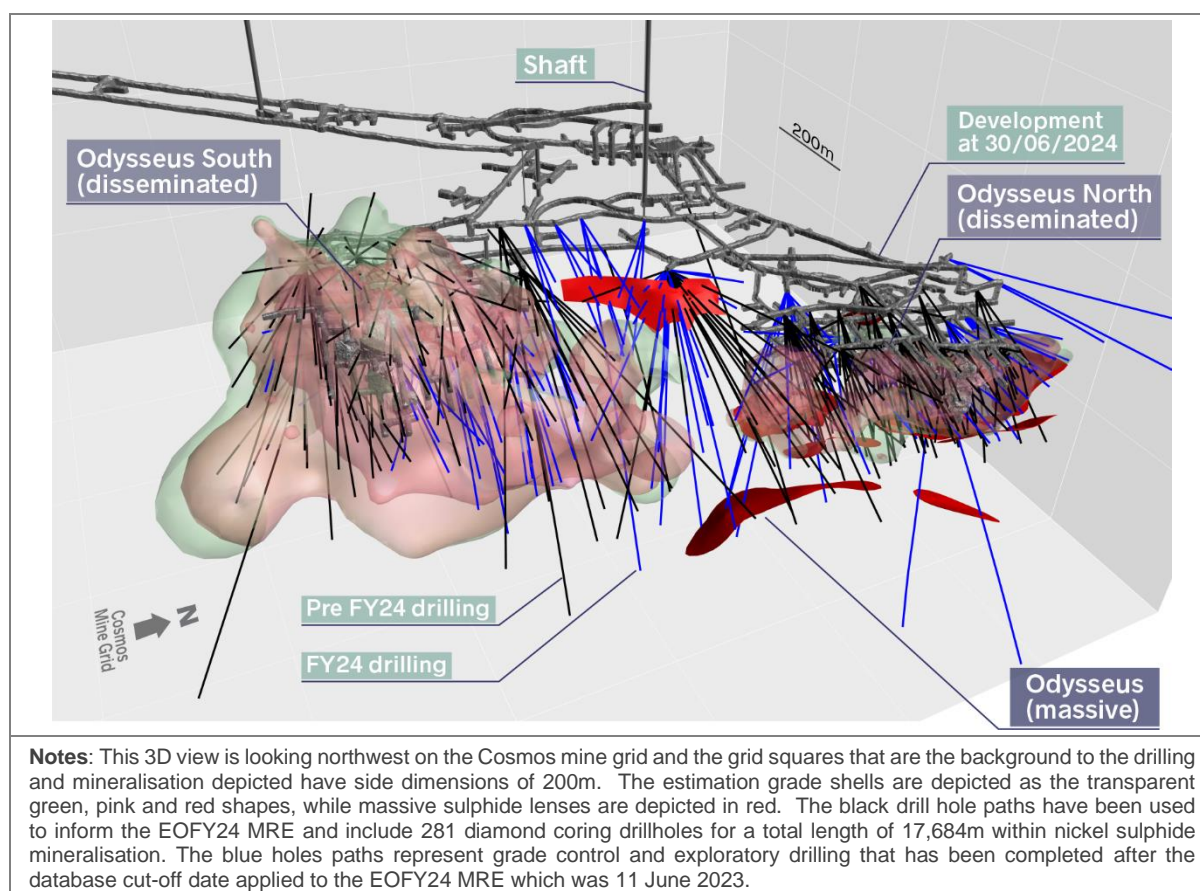 Shaft
200m
Development
at 30/06/2024
Odysseus South
(disseminated)
Odysseus North
(disseminated)
Pre FY24 drilling
FY24 drilling
N
Cosmos
Mine Grid
Odysseus
(massive)
Notes: This 3D view is looking northwest on the Cosmos mine grid and the grid squares that are the background to the drilling
and mineralisation depicted have side dimensions of 200m. The estimation grade shells are depicted as the transparent
green, pink and red shapes, while massive sulphide lenses are depicted in red. The black drill hole paths have been used
to inform the EOFY24 MRE and include 281 diamond coring drillholes for a total length of 17,684m within nickel sulphide
mineralisation. The blue holes paths represent grade control and exploratory drilling that has been completed after the
database cut-off date applied to the EOFY24 MRE which was 11 June 2023.